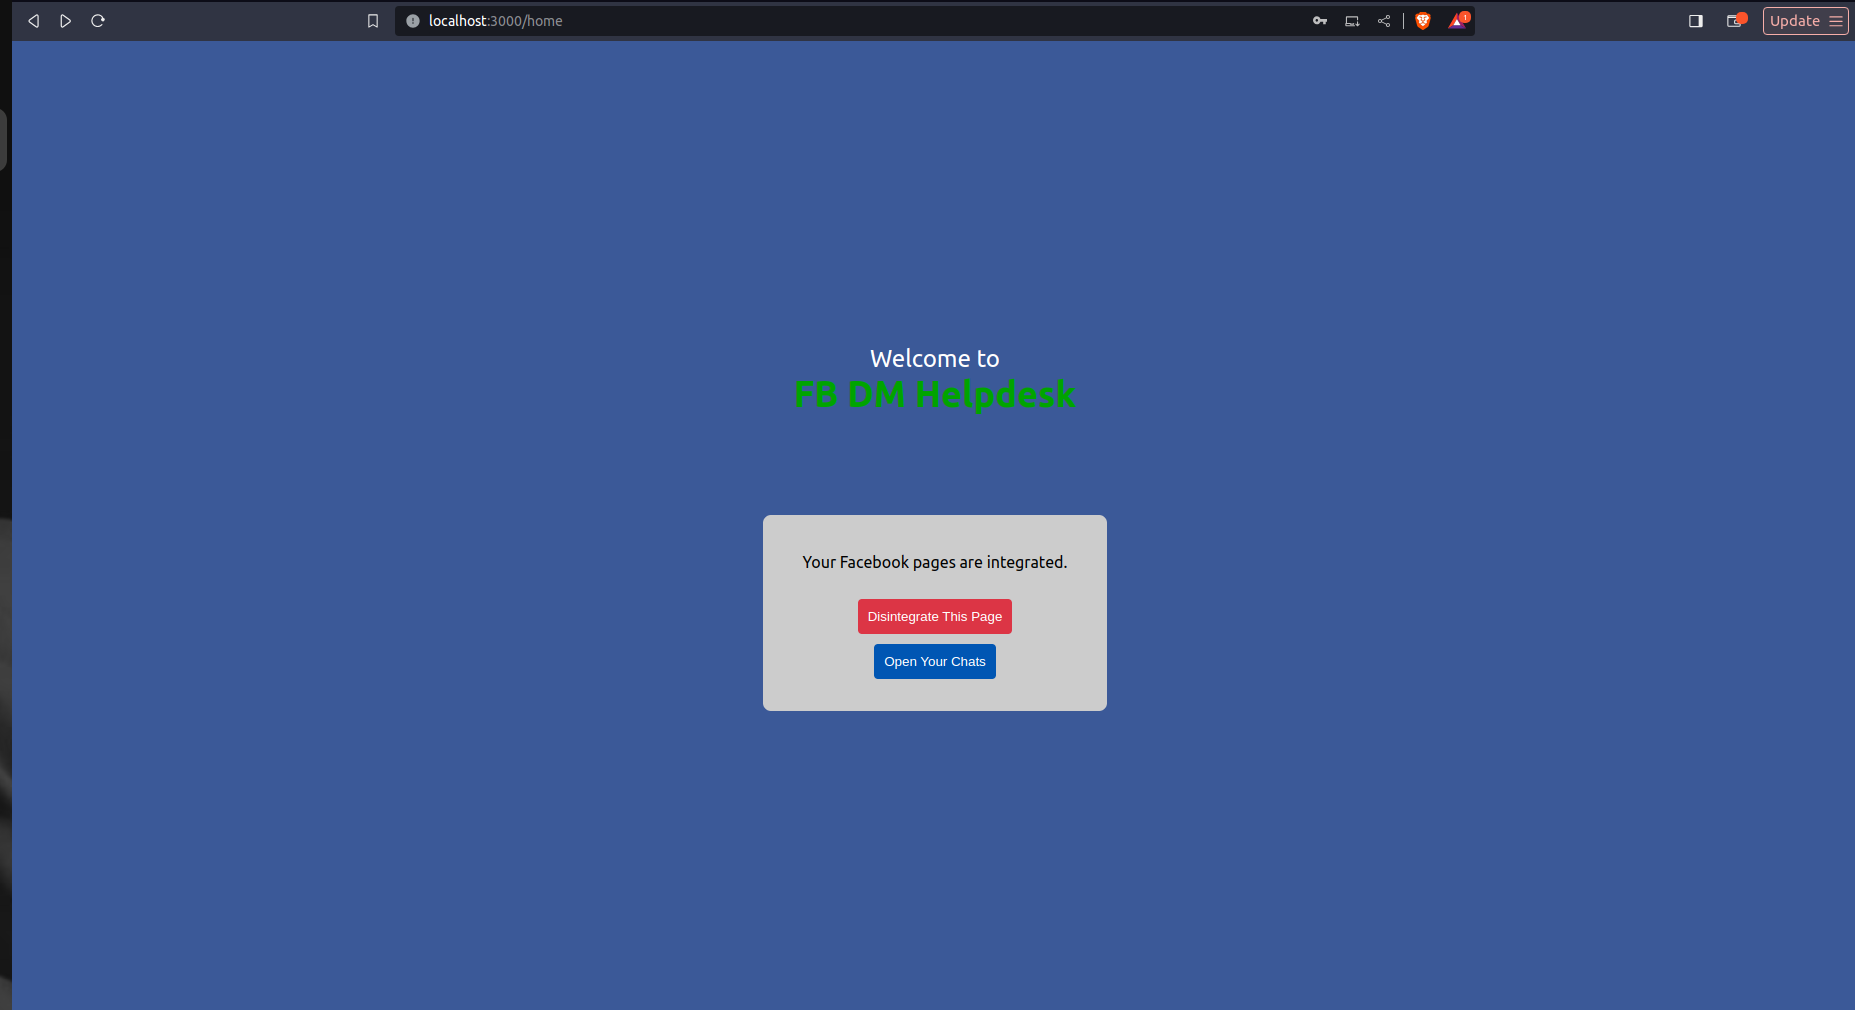 localhost:3000/home
1
Update
Welcome to
FB DM Helpdesk
Your Facebook pages are integrated.
Disintegrate This Page
Open Your Chats